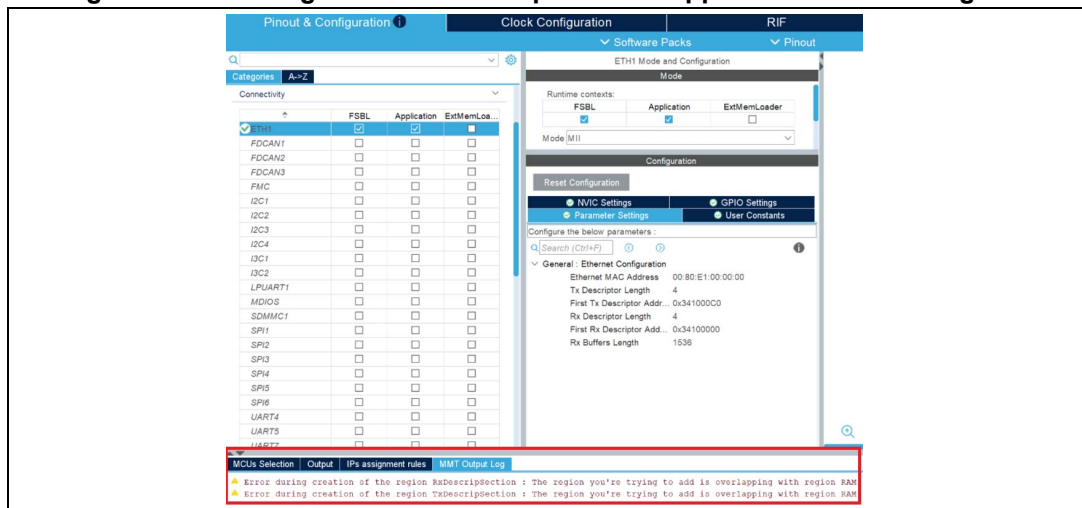 Pinout & Configuration
Clock Configuration
RIF
Software Packs
Pinout
Categories
A->Z
Connectivity
FSBL
Application
ExtMemLoa...
ETH1
FDCAN1
FDCAN2
FDCAN3
FMC
I2C1
I2C2
I2C3
I2C4
I3C1
I3C2
LPUART1
MDIOS
SDMMC1
SPI1
SPI2
SPI3
SPI4
SPI5
SPI6
UART4
UART5
UART7
ETH1 Mode and Configuration
Mode
Runtime contexts:
FSBL
Application
ExtMemLoader
Mode MII
Configuration
Reset Configuration
NVIC Settings
GPIO Settings
Parameter Settings
User Constants
Configure the below parameters :
Search (Ctrl+F)
General : Ethernet Configuration
Ethernet MAC Address 00:80:E1:00:00:00
Tx Descriptor Length 4
First Tx Descriptor Addr... 0x341000C0
Rx Descriptor Length 4
First Rx Descriptor Add... 0x34100000
Rx Buffers Length 1536
MCUs Selection
Output
IPs assignment rules
MMT Output Log
Error during creation of the region RxDescripSection : The region you're trying to add is overlapping with region RAM
Error during creation of the region TxDescripSection : The region you're trying to add is overlapping with region RAM